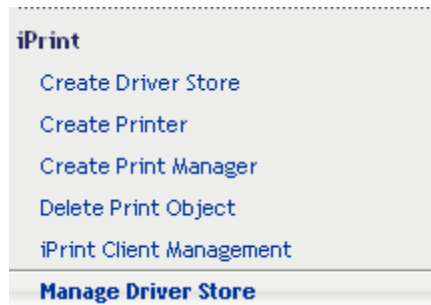 iPrint
Create Driver Store
Create Printer
Create Print Manager
Delete Print Object
iPrint Client Management
Manage Driver Store